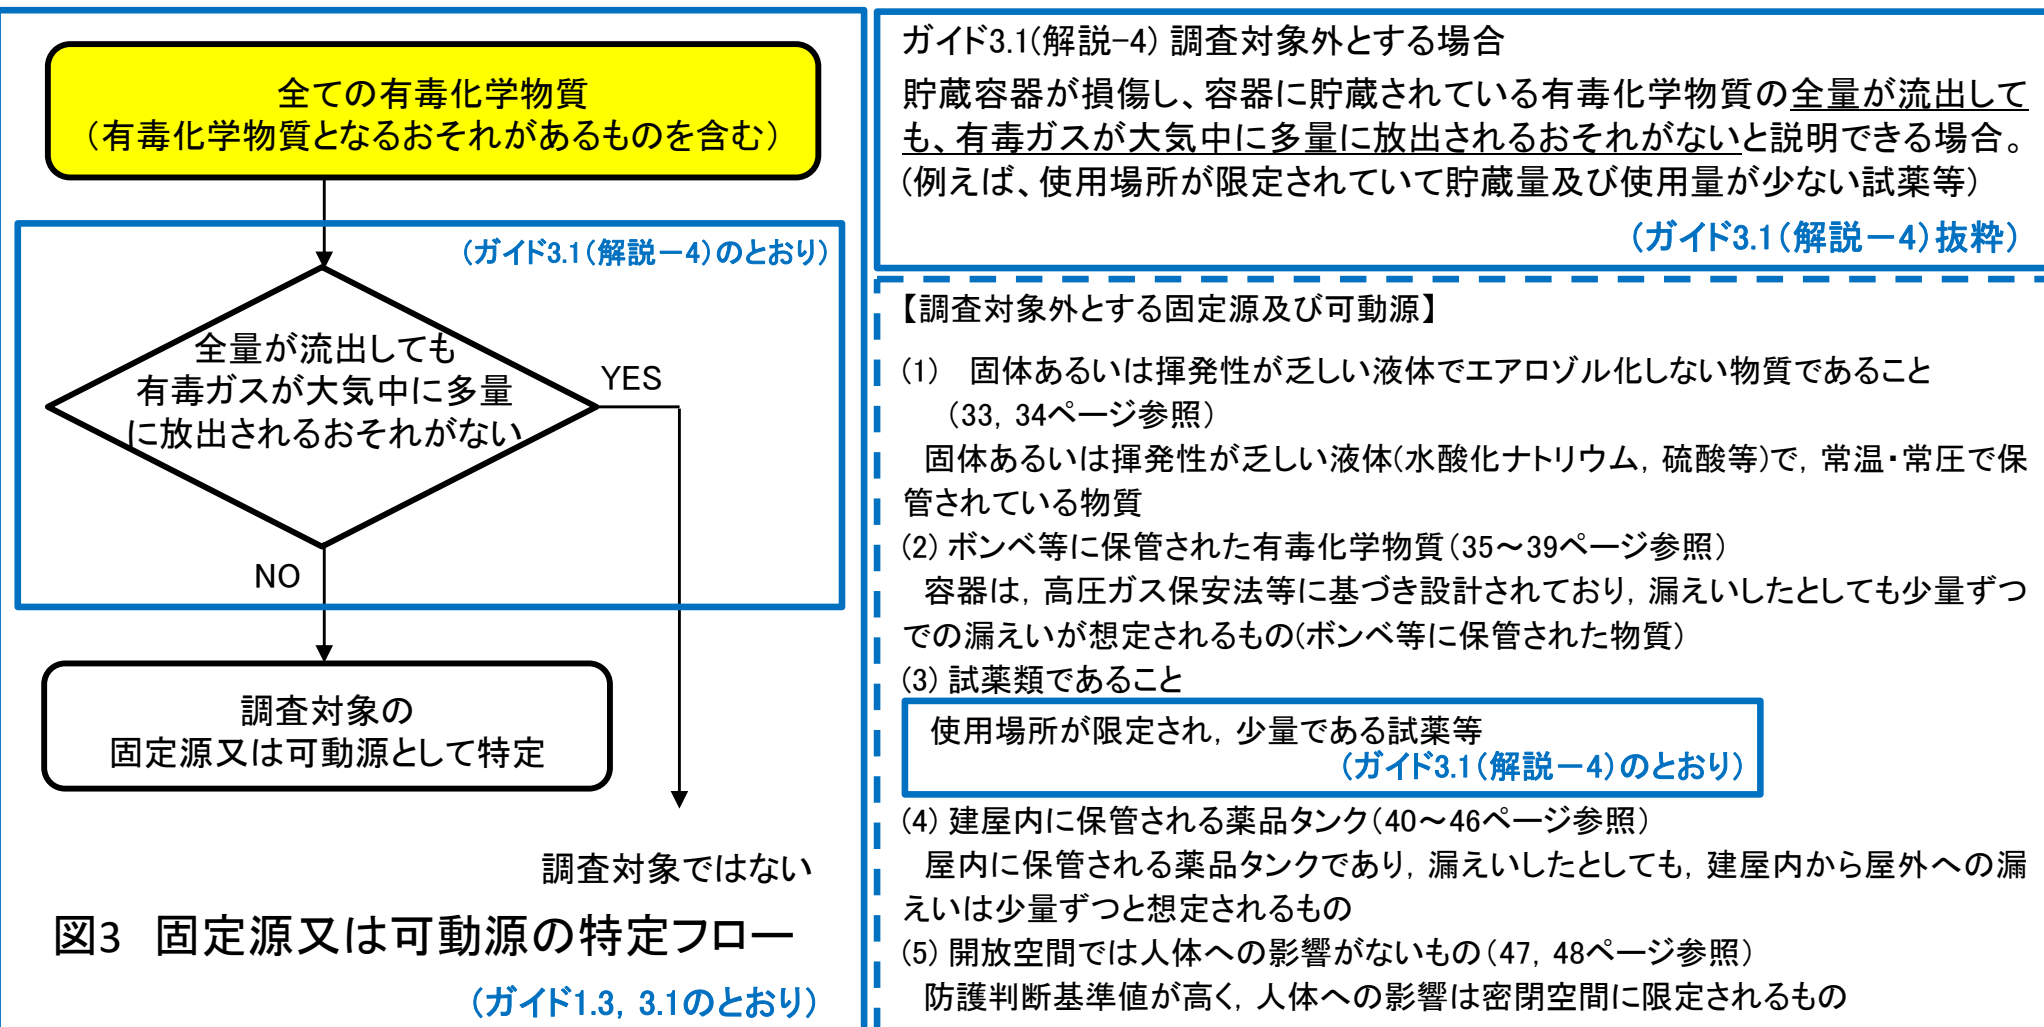 全ての有毒化学物質
（有毒化学物質となるおそれがあるものを含む）
（ガイド3.1（解説－4）のとおり）
全量が流出しても
有毒ガスが大気中に多量
に放出されるおそれがない
YES
NO
調査対象の
固定源又は可動源として特定
調査対象ではない
図3　固定源又は可動源の特定フロー
（ガイド1.3，3.1のとおり）
ガイド3.1(解説-4) 調査対象外とする場合
貯蔵容器が損傷し、容器に貯蔵されている有毒化学物質の全量が流出して
も、有毒ガスが大気中に多量に放出されるおそれがないと説明できる場合。
(例えば、使用場所が限定されていて貯蔵量及び使用量が少ない試薬等)
（ガイド3.1（解説－4）抜粋）
【調査対象外とする固定源及び可動源】
(1)　固体あるいは揮発性が乏しい液体でエアロゾル化しない物質であること
（33，34ページ参照）
固体あるいは揮発性が乏しい液体(水酸化ナトリウム，硫酸等)で，常温・常圧で保
管されている物質
(2) ボンベ等に保管された有毒化学物質（35～39ページ参照）
容器は，高圧ガス保安法等に基づき設計されており，漏えいしたとしても少量ずつ
での漏えいが想定されるもの(ボンベ等に保管された物質)
(3) 試薬類であること
使用場所が限定され，少量である試薬等
（ガイド3.1（解説－4）のとおり）
(4) 建屋内に保管される薬品タンク（40～46ページ参照）
屋内に保管される薬品タンクであり，漏えいしたとしても，建屋内から屋外への漏
えいは少量ずつと想定されるもの
(5) 開放空間では人体への影響がないもの（47，48ページ参照）
防護判断基準値が高く，人体への影響は密閉空間に限定されるもの